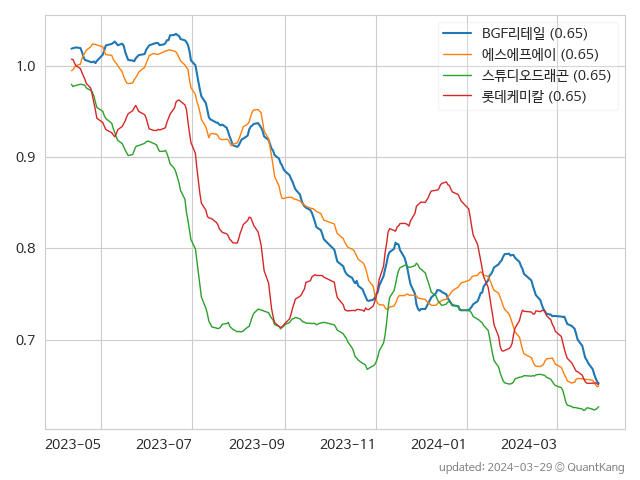 BGF리테일 (0.65)
에스에프에이 (0.65)
스튜디오드래곤 (0.65)
롯데케미칼 (0.65)
1.0
0.9
0.8
0.7
2023-05 2023-07 2023-09 2023-11 2024-01 2024-03
updated: 2024-03-29 © QuantKang